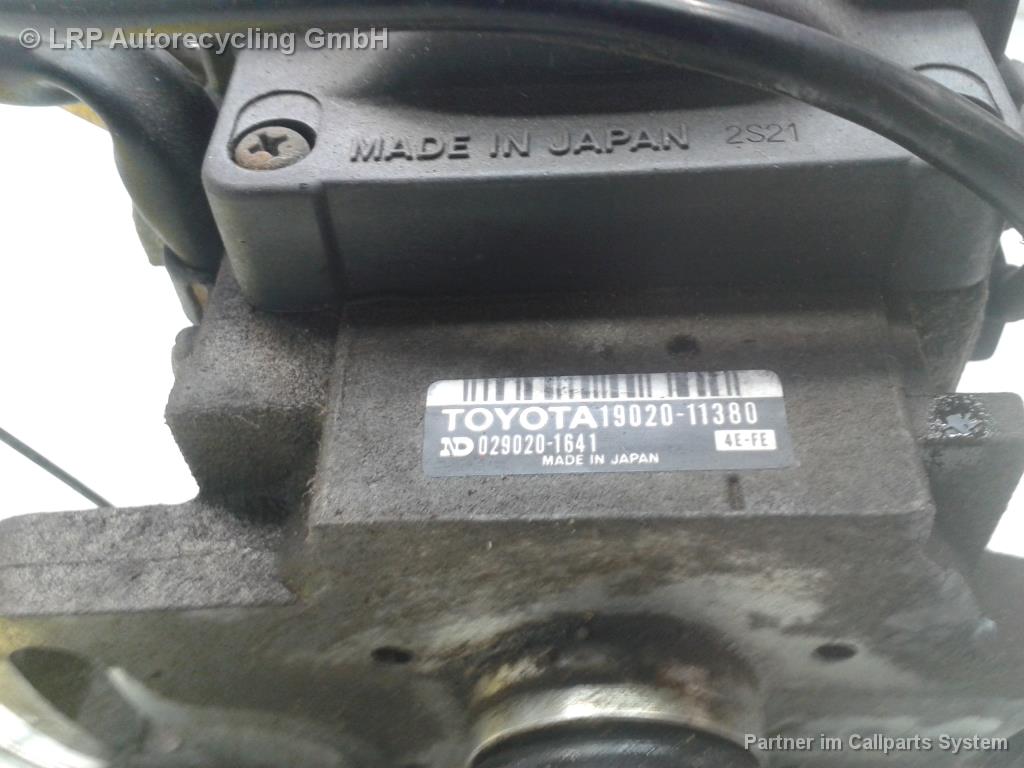 © LRP Autorecycling GmbH
MADE IN JAPAN 2S21
TOYOTA 19020-11380
ND 029020-1641 4E-FE
MADE IN JAPAN
Partner im Callparts System